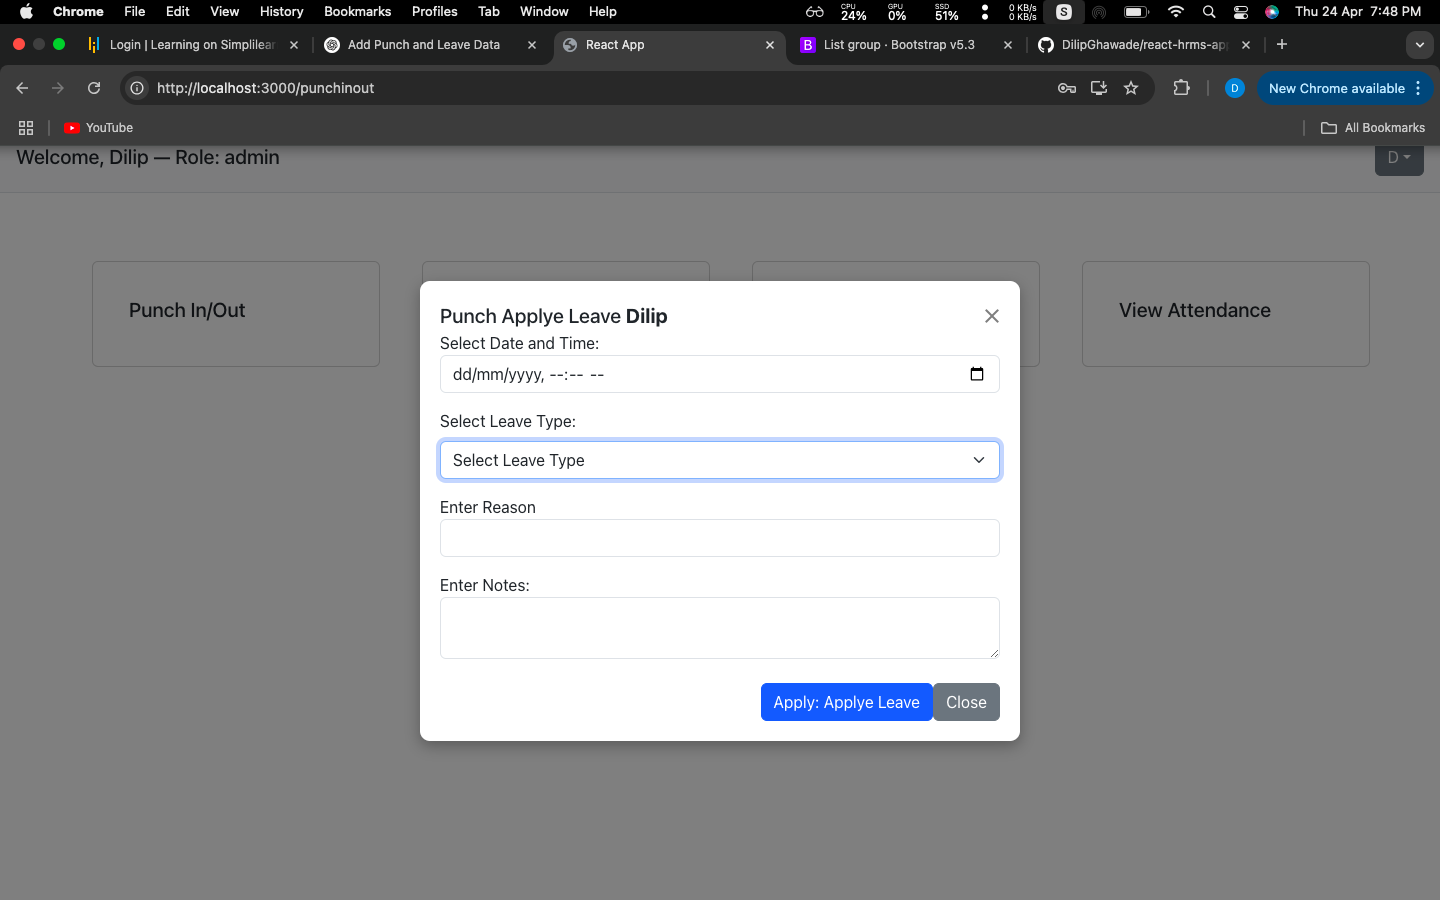 Chrome File Edit View History Bookmarks Profiles Tab Window Help CPU 24% GPU 0% SSD 51% 0 KB/s 0 KB/s S Thu 24 Apr 7:48 PM
Login | Learning on Simplilear Add Punch and Leave Data React App B List group · Bootstrap v5.3 DilipGhawade/react-hrms-ap
http://localhost:3000/punchinout D New Chrome available
YouTube All Bookmarks
Welcome, Dilip — Role: admin D
Punch In/Out View Attendance
Punch Applye Leave Dilip
Select Date and Time:
dd/mm/yyyy, --:-- --
Select Leave Type:
Select Leave Type
Enter Reason
Enter Notes:
Apply: Applye Leave Close